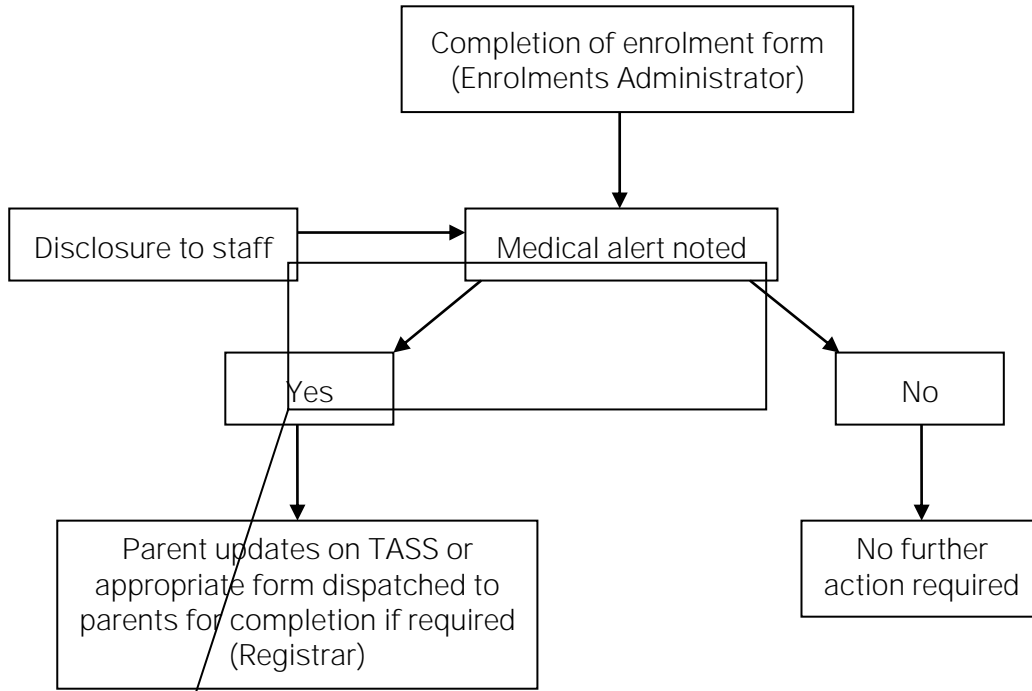 Completion of enrolment form
(Enrolments Administrator)
Disclosure to staff
Medical alert noted
Yes
No
Parent updates on TASS or
appropriate form dispatched to
parents for completion if required
(Registrar)
No further
action required